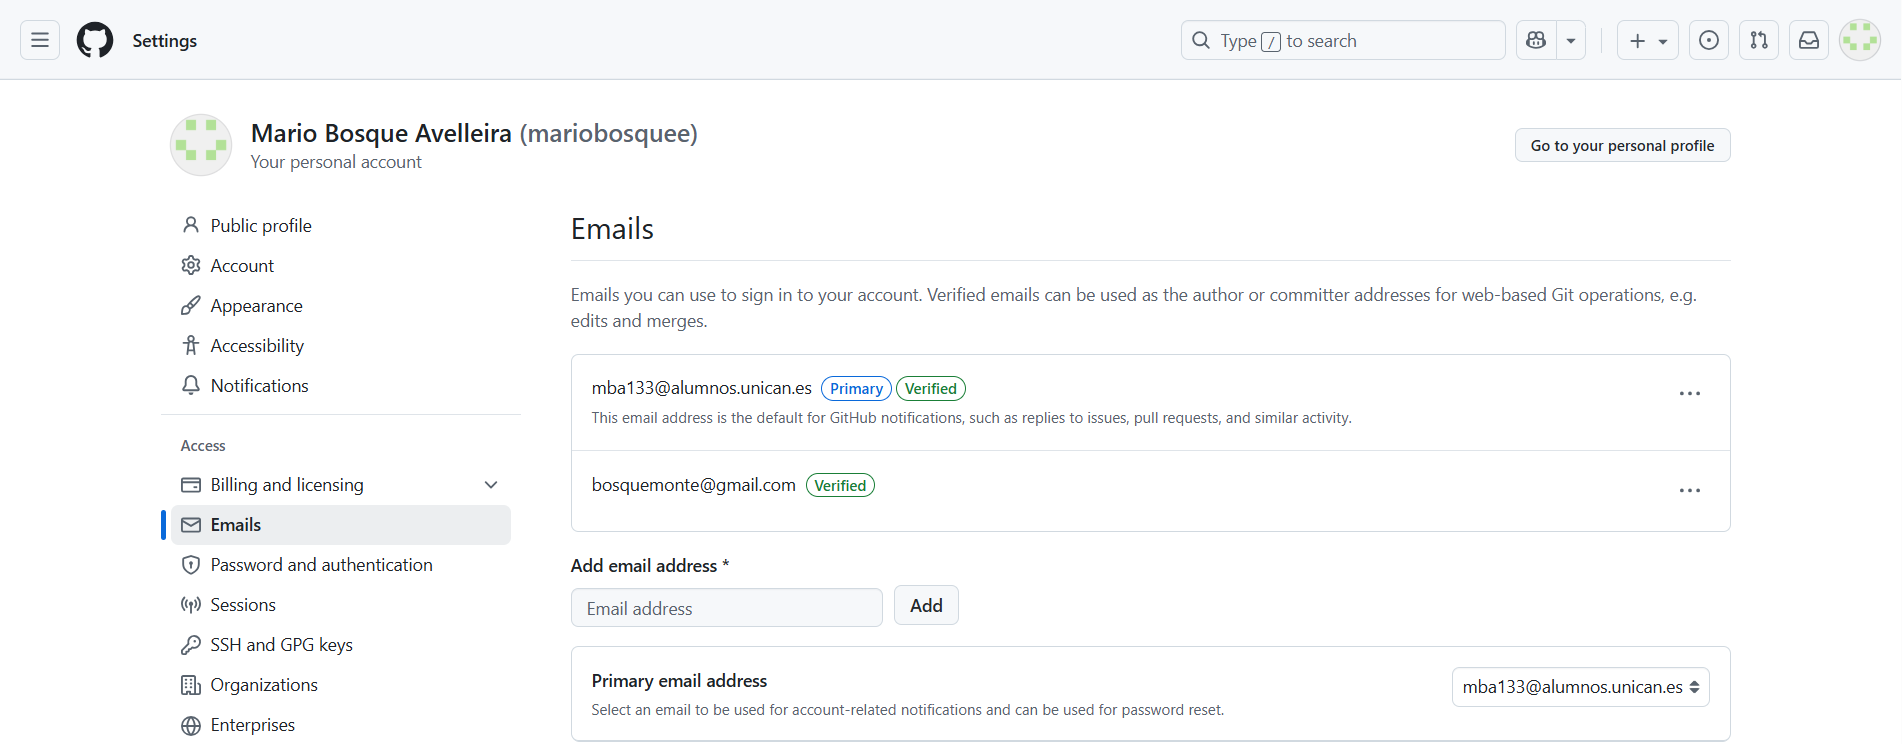 Settings
Type / to search
Mario Bosque Avelleira (mariobosquee)
Your personal account
Go to your personal profile
Public profile
Account
Appearance
Accessibility
Notifications
Access
Billing and licensing
Emails
Password and authentication
Sessions
SSH and GPG keys
Organizations
Enterprises
Emails
Emails you can use to sign in to your account. Verified emails can be used as the author or committer addresses for web-based Git operations, e.g.
edits and merges.
mba133@alumnos.unican.es Primary Verified
This email address is the default for GitHub notifications, such as replies to issues, pull requests, and similar activity.
bosquemonte@gmail.com Verified
Add email address *
Email address Add
Primary email address
mba133@alumnos.unican.es
Select an email to be used for account-related notifications and can be used for password reset.